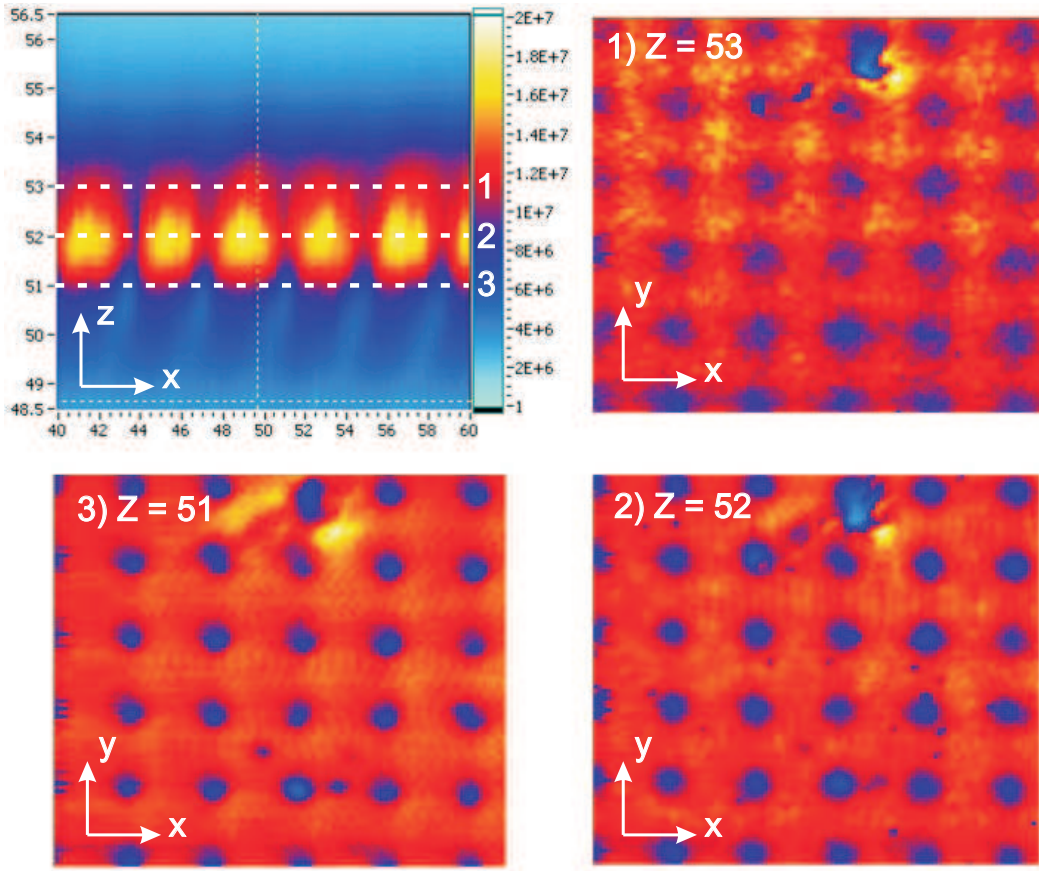 56.5
56
55
54
53
52
51
50
49
48.5
40 42 44 46 48 50 52 54 56 58 60
z
x
1
2
3
2E+7
1.8E+7
1.6E+7
1.4E+7
1.2E+7
1E+7
8E+6
6E+6
4E+6
2E+6
1
1) Z = 53
y
x
3) Z = 51
y
x
2) Z = 52
y
x